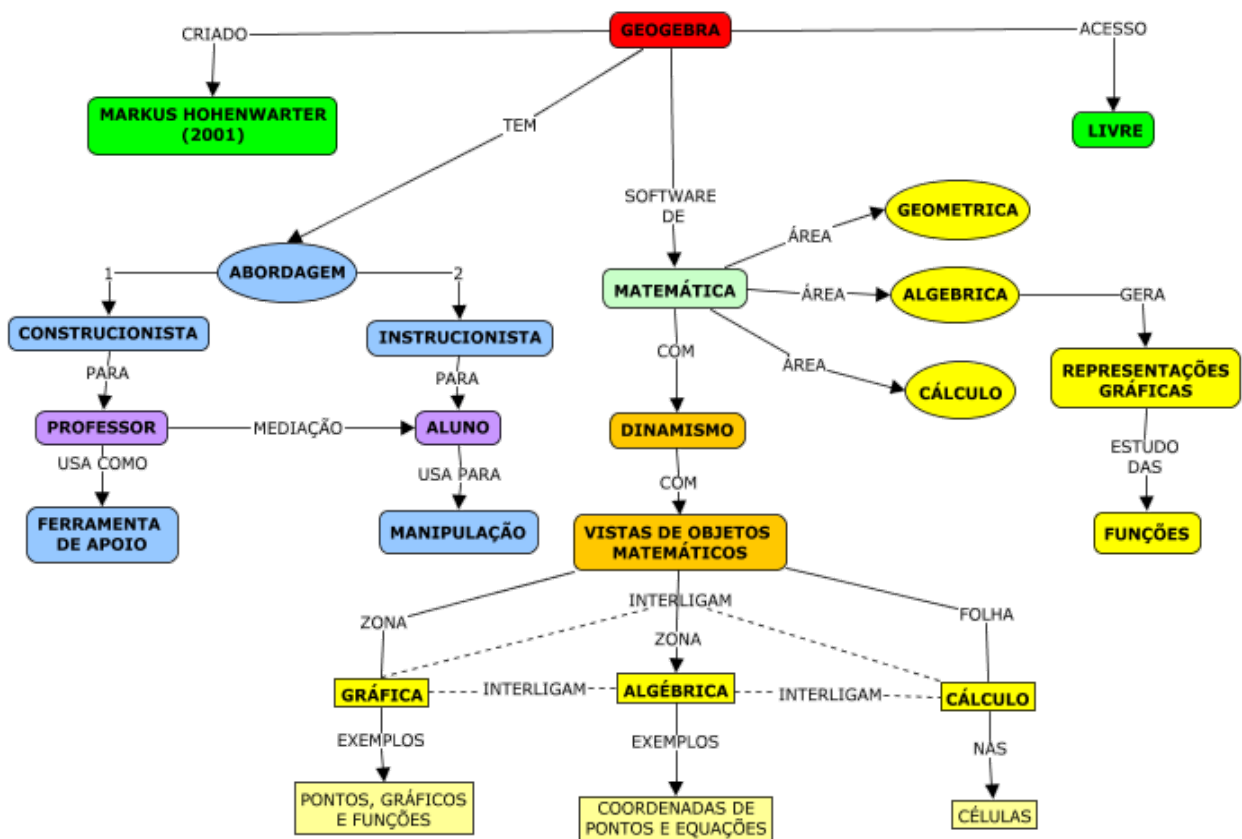 GEOGEBRA
CRIADO
ACESSO
MARKUS HOHENWARTER
(2001)
LIVRE
TEM
SOFTWARE
DE
GEOMETRICA
ÁREA
ABORDAGEM
1
2
MATEMÁTICA
ÁREA
ALGEBRICA
GERA
CONSTRUCIONISTA
INSTRUCIONISTA
COM
ÁREA
REPRESENTAÇÕES
GRÁFICAS
PARA
PARA
CÁLCULO
PROFESSOR
MEDIAÇÃO
ALUNO
DINAMISMO
ESTUDO
DAS
USA COMO
USA PARA
COM
FERRAMENTA
DE APOIO
MANIPULAÇÃO
VISTAS DE OBJETOS
MATEMÁTICOS
FUNÇÕES
INTERLIGAM
ZONA
ZONA
FOLHA
GRÁFICA
INTERLIGAM
ALGÉBRICA
INTERLIGAM
CÁLCULO
EXEMPLOS
EXEMPLOS
NAS
PONTOS, GRÁFICOS
E FUNÇÕES
COORDENADAS DE
PONTOS E EQUAÇÕES
CÉLULAS